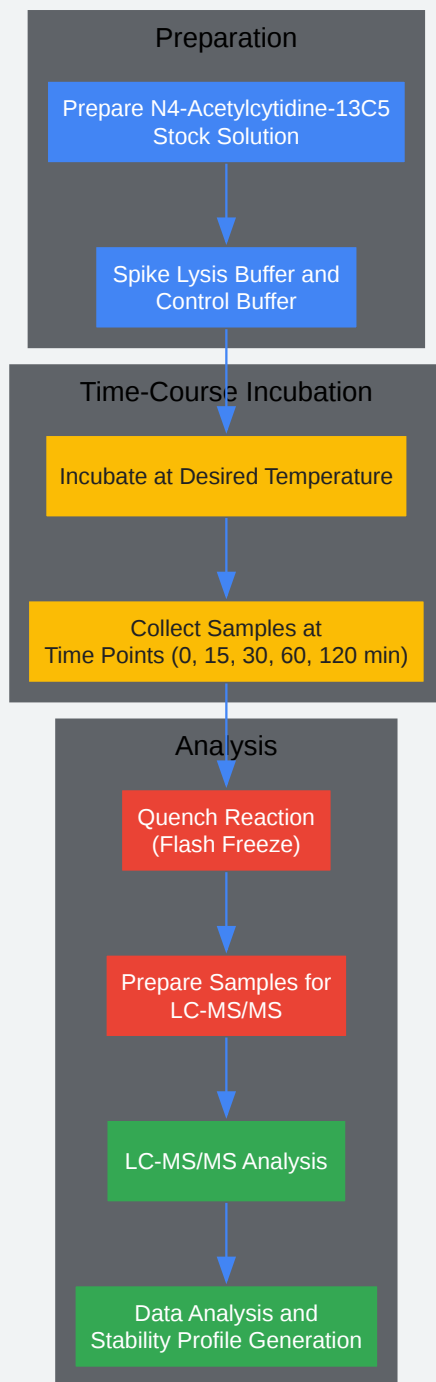 Preparation
Prepare N4-Acetylcytidine-13C5
Stock Solution
Spike Lysis Buffer and
Control Buffer
Time-Course Incubation
Incubate at Desired Temperature
Collect Samples at
Time Points (0, 15, 30, 60, 120 min)
Analysis
Quench Reaction
(Flash Freeze)
Prepare Samples for
LC-MS/MS
LC-MS/MS Analysis
Data Analysis and
Stability Profile Generation